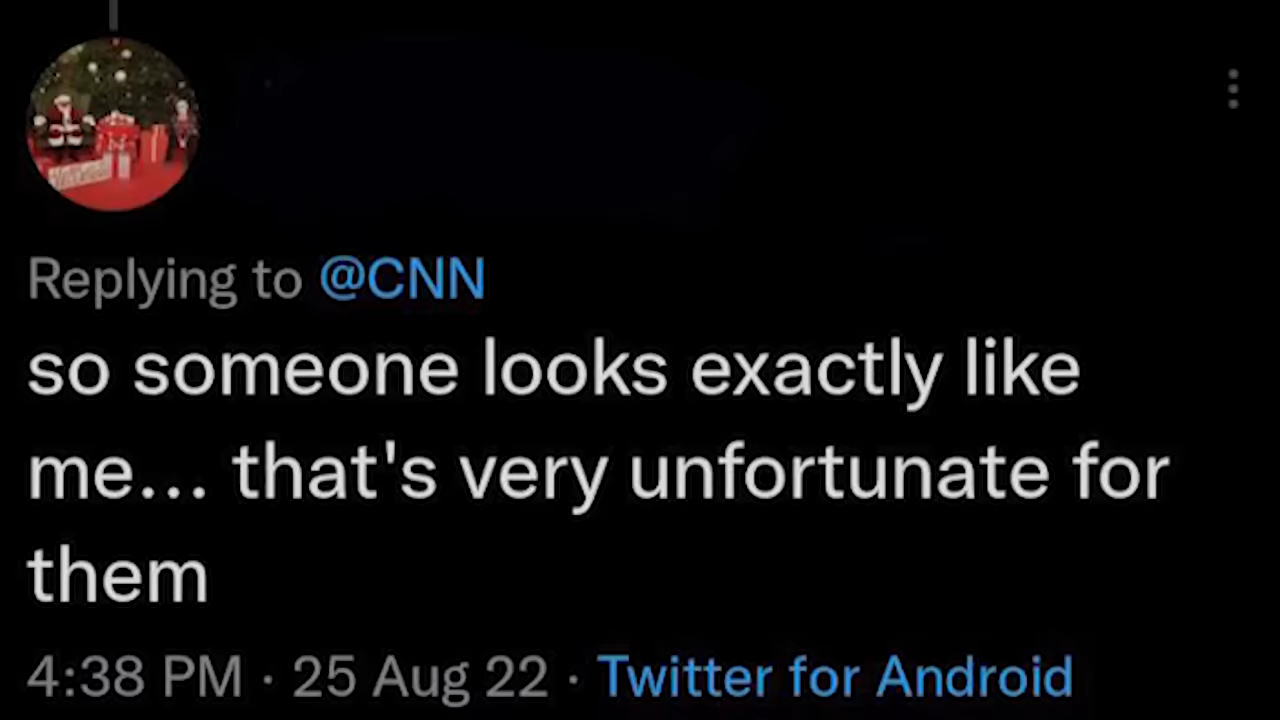 Replying to @CNN
so someone looks exactly like
me... that's very unfortunate for
them
4:38 PM · 25 Aug 22 · Twitter for Android